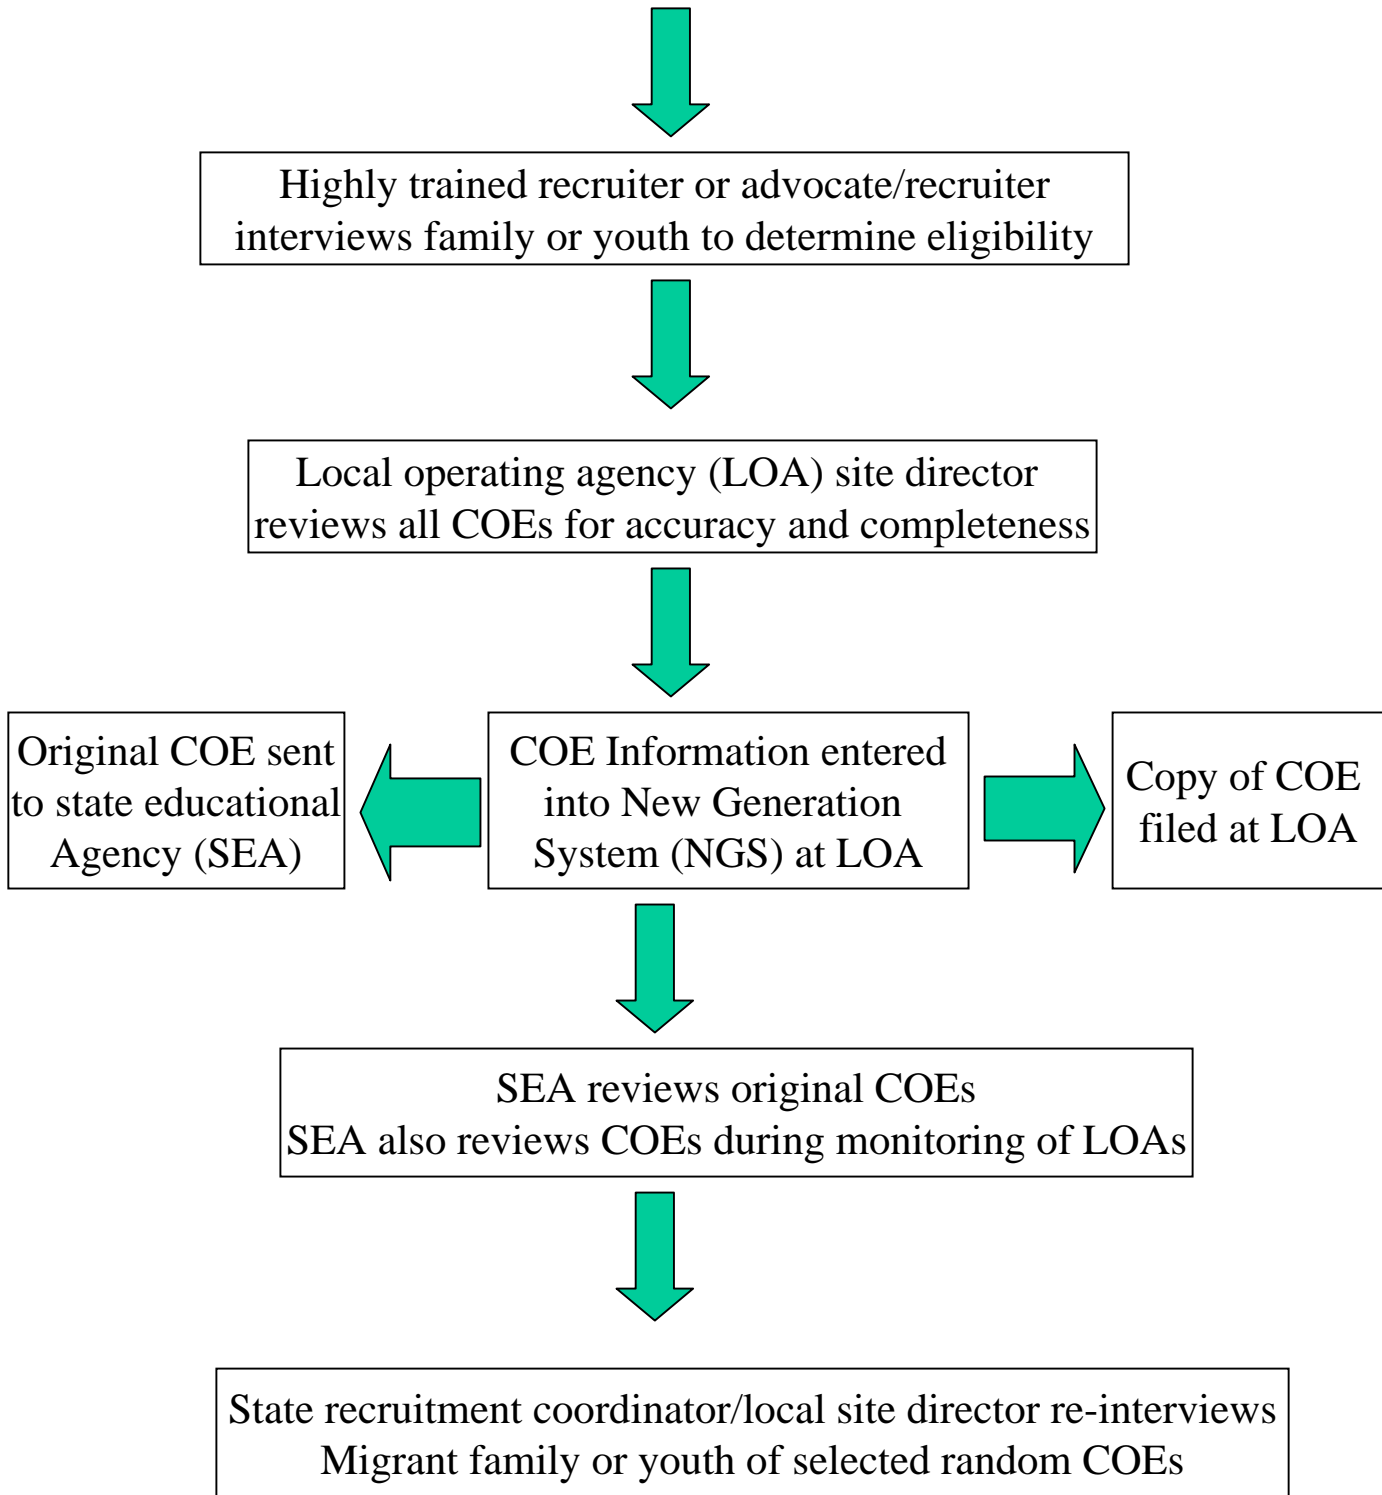 Highly trained recruiter or advocate/recruiter
interviews family or youth to determine eligibility
Local operating agency (LOA) site director
reviews all COEs for accuracy and completeness
Original COE sent
to state educational
Agency (SEA)
COE Information entered
into New Generation
System (NGS) at LOA
Copy of COE
filed at LOA
SEA reviews original COEs
SEA also reviews COEs during monitoring of LOAs
State recruitment coordinator/local site director re-interviews
Migrant family or youth of selected random COEs